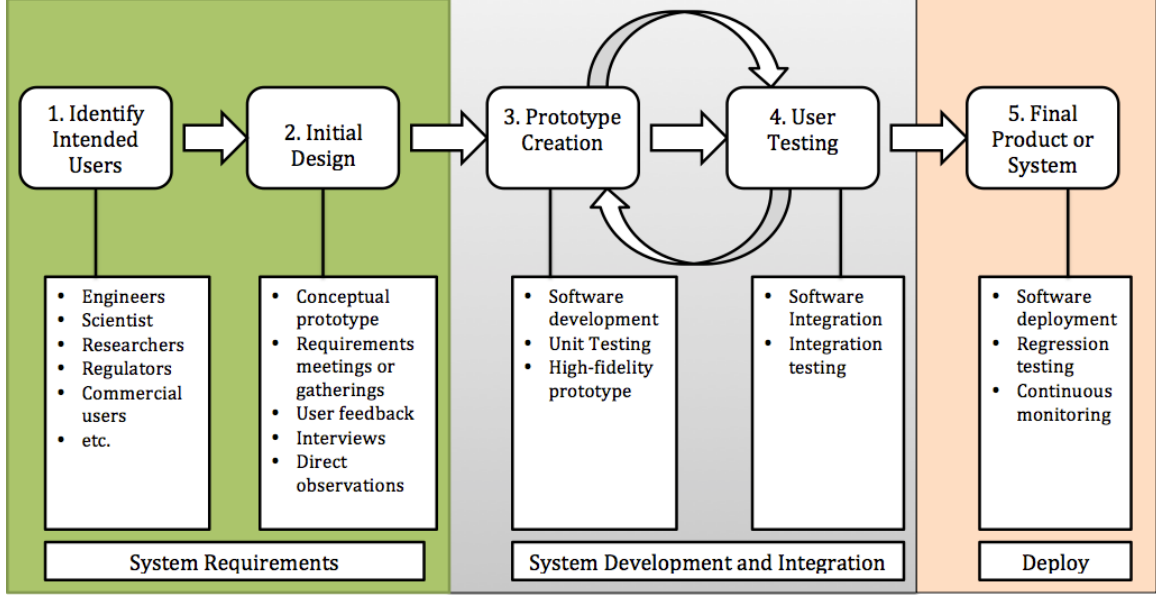 1. Identify
Intended
Users
2. Initial
Design
3. Prototype
Creation
4. User
Testing
5. Final
Product or
System
• Engineers
• Scientist
• Researchers
• Regulators
• Commercial
users
• etc.
• Conceptual
prototype
• Requirements
meetings or
gatherings
• User feedback
• Interviews
• Direct
observations
• Software
development
• Unit Testing
• High-fidelity
prototype
• Software
Integration
• Integration
testing
• Software
deployment
• Regression
testing
• Continuous
monitoring
System Requirements
System Development and Integration
Deploy